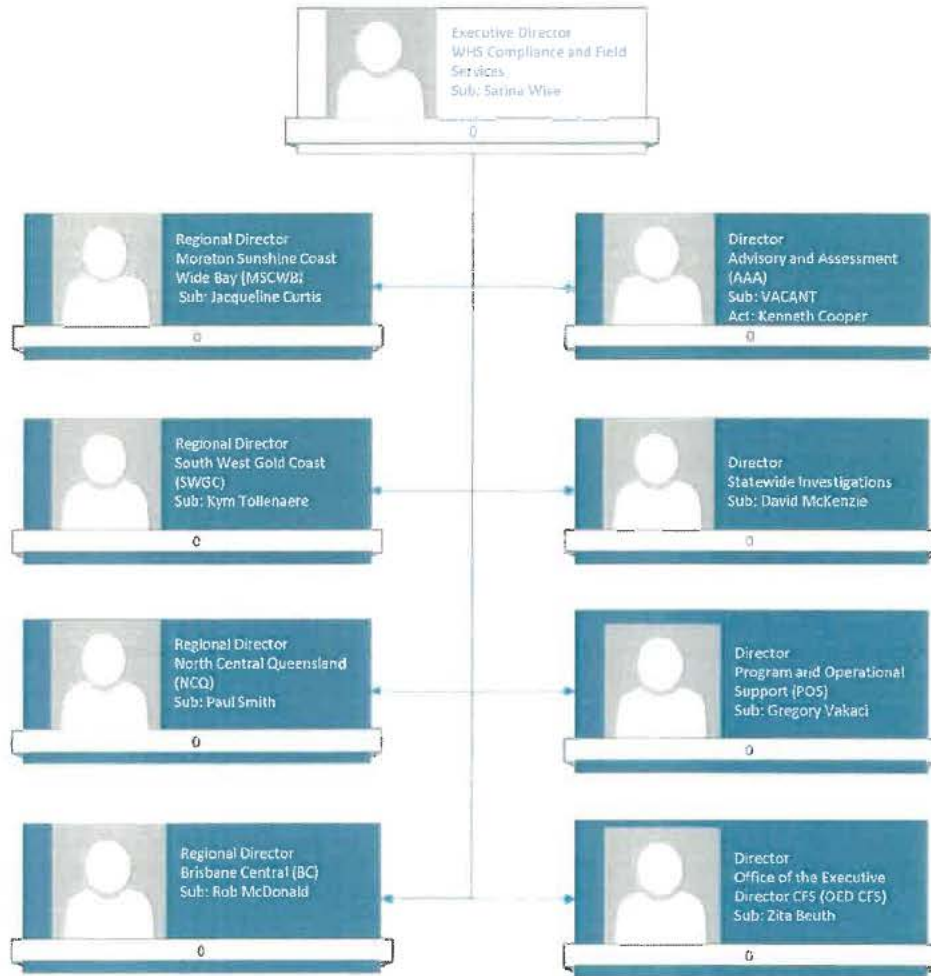 Executive Director
WHS Compliance and Field
Services
Sub: Sarina Wise
0
Regional Director
Moreton Sunshine Coast
Wide Bay (MSCWB)
Sub: Jacqueline Curtis
0
Director
Advisory and Assessment
(AAA)
Sub: VACANT
Act: Kenneth Cooper
0
Regional Director
South West Gold Coast
(SWGC)
Sub: Kym Tollenaere
0
Director
Statewide Investigations
Sub: David McKenzie
0
Regional Director
North Central Queensland
(NCQ)
Sub: Paul Smith
0
Director
Program and Operational
Support (POS)
Sub: Gregory Vakaci
0
Regional Director
Brisbane Central (BC)
Sub: Rob McDonald
0
Director
Office of the Executive
Director CFS (OED CFS)
Sub: Zita Beuth
0